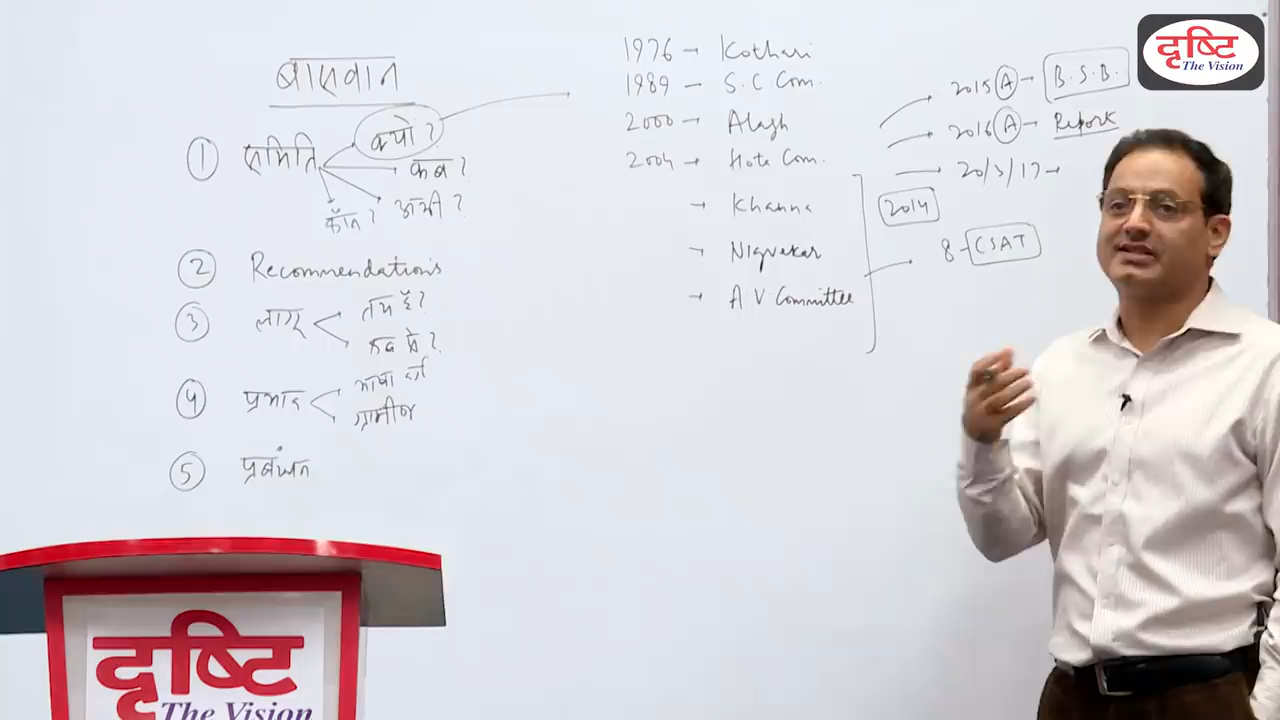 बासवान
① समिति
क्यों?
कब?
अभी?
कौन?
② Recommendations
③ लागू
तय है?
कब से?
④ प्रभाव
भाषा वर्ग
ग्रामीण
⑤ प्रबंधन
1976 → Kothari
1989 → S.C Com.
2000 → Alagh
2004 → Hota Com.
→ Khanna
→ Nigvekar
→ A V Committee
2015 Ⓐ → B.S.B.
2016 Ⓐ → Report
20/3/17 →
2014
8 - CSAT
दृष्टि
The Vision
दृष्टि
The Vision